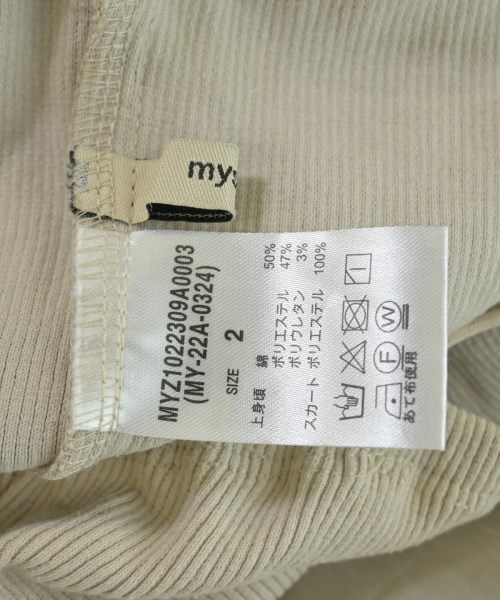 mys
MYZ1022309A0003
(MY-22A-0324)
SIZE 2
上身頃 綿 50%
ポリエステル 47%
ポリウレタン 3%
スカート ポリエステル 100%
F W
あて布使用